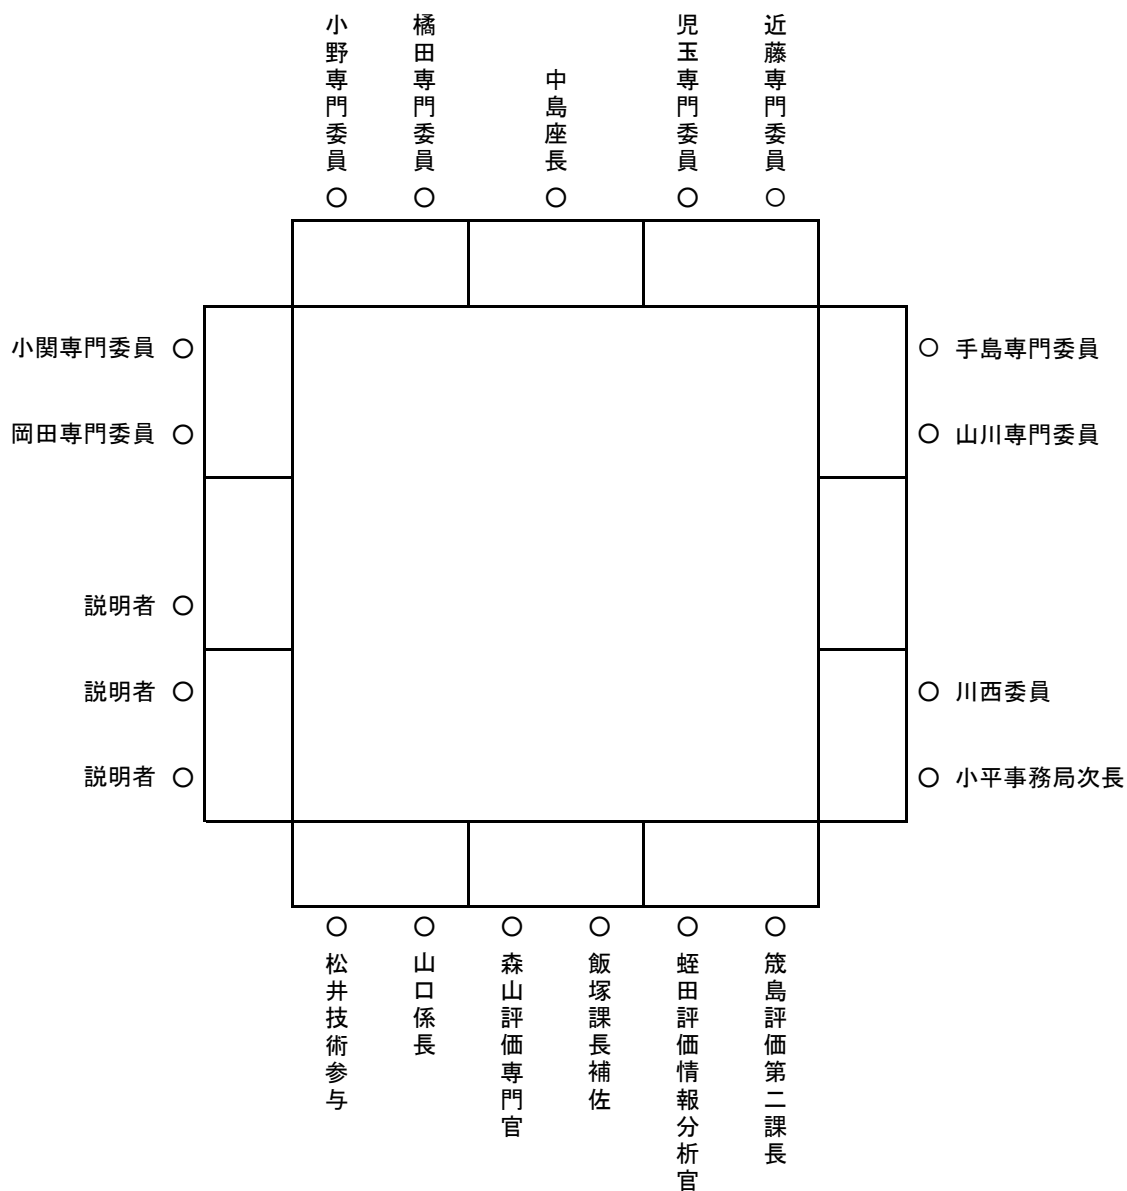 小野専門委員
橘田専門委員
中島座長
児玉専門委員
近藤専門委員
小関専門委員
手島専門委員
岡田専門委員
山川専門委員
説明者
説明者
川西委員
説明者
小平事務局次長
松井技術参与
山口係長
森山評価専門官
飯塚課長補佐
蛭田評価情報分析官
筬島評価第二課長